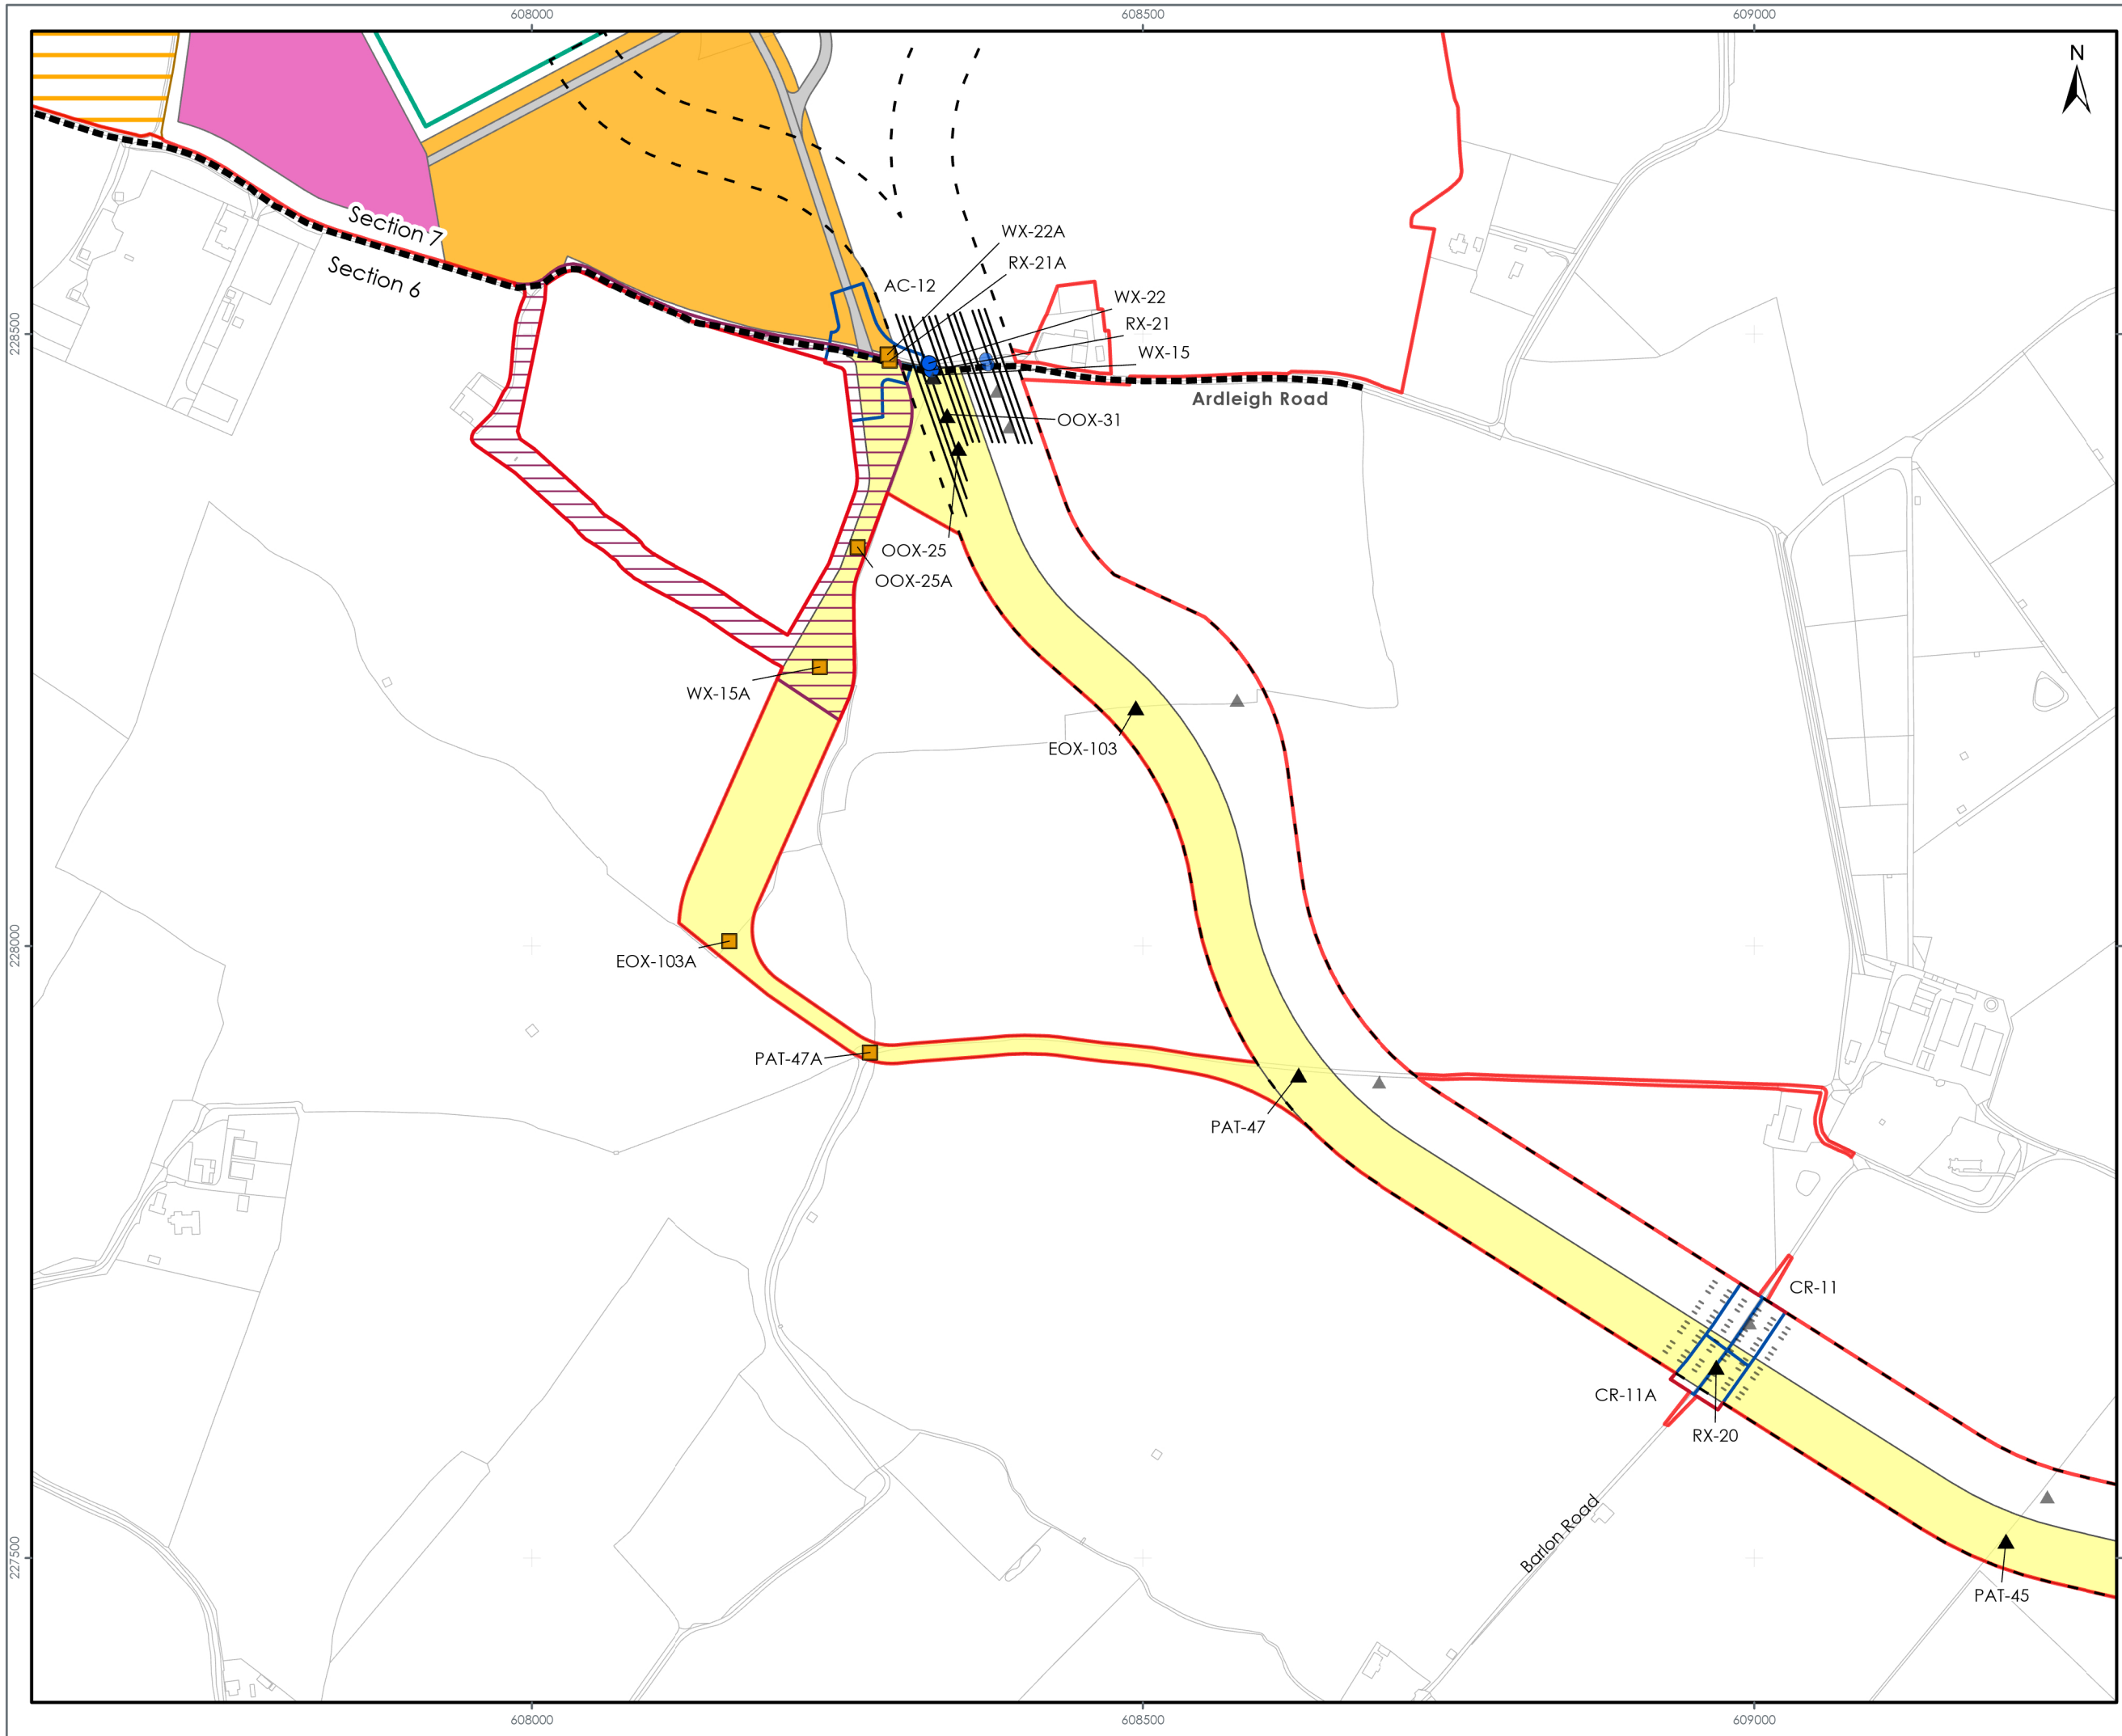 608000 608500 609000
N
Section 7
Section 6
WX-22A
RX-21A
AC-12
WX-22
RX-21
WX-15
228500
Ardleigh Road
OOX-31
OOX-25
OOX-25A
WX-15A
EOX-103
228000
EOX-103A
PAT-47A
PAT-47
CR-11
CR-11A
RX-20
Barlon Road
227500
PAT-45
608000 608500 609000